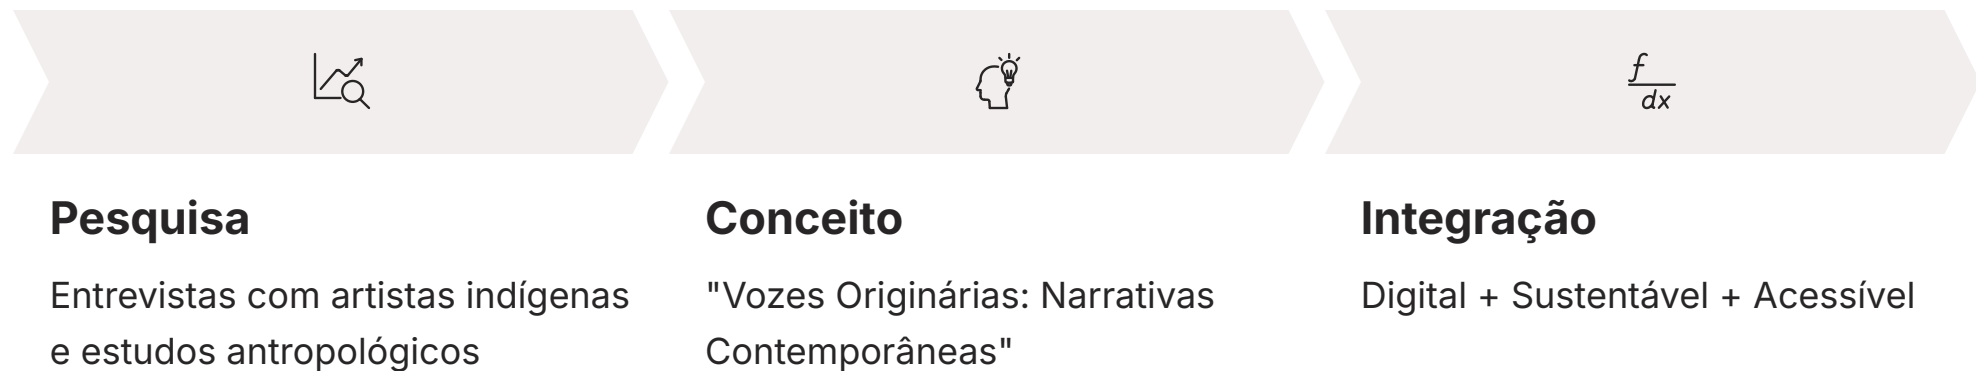 f
dx
Pesquisa
Entrevistas com artistas indígenas
e estudos antropológicos
Conceito
"Vozes Originárias: Narrativas
Contemporâneas"
Integração
Digital + Sustentável + Acessível